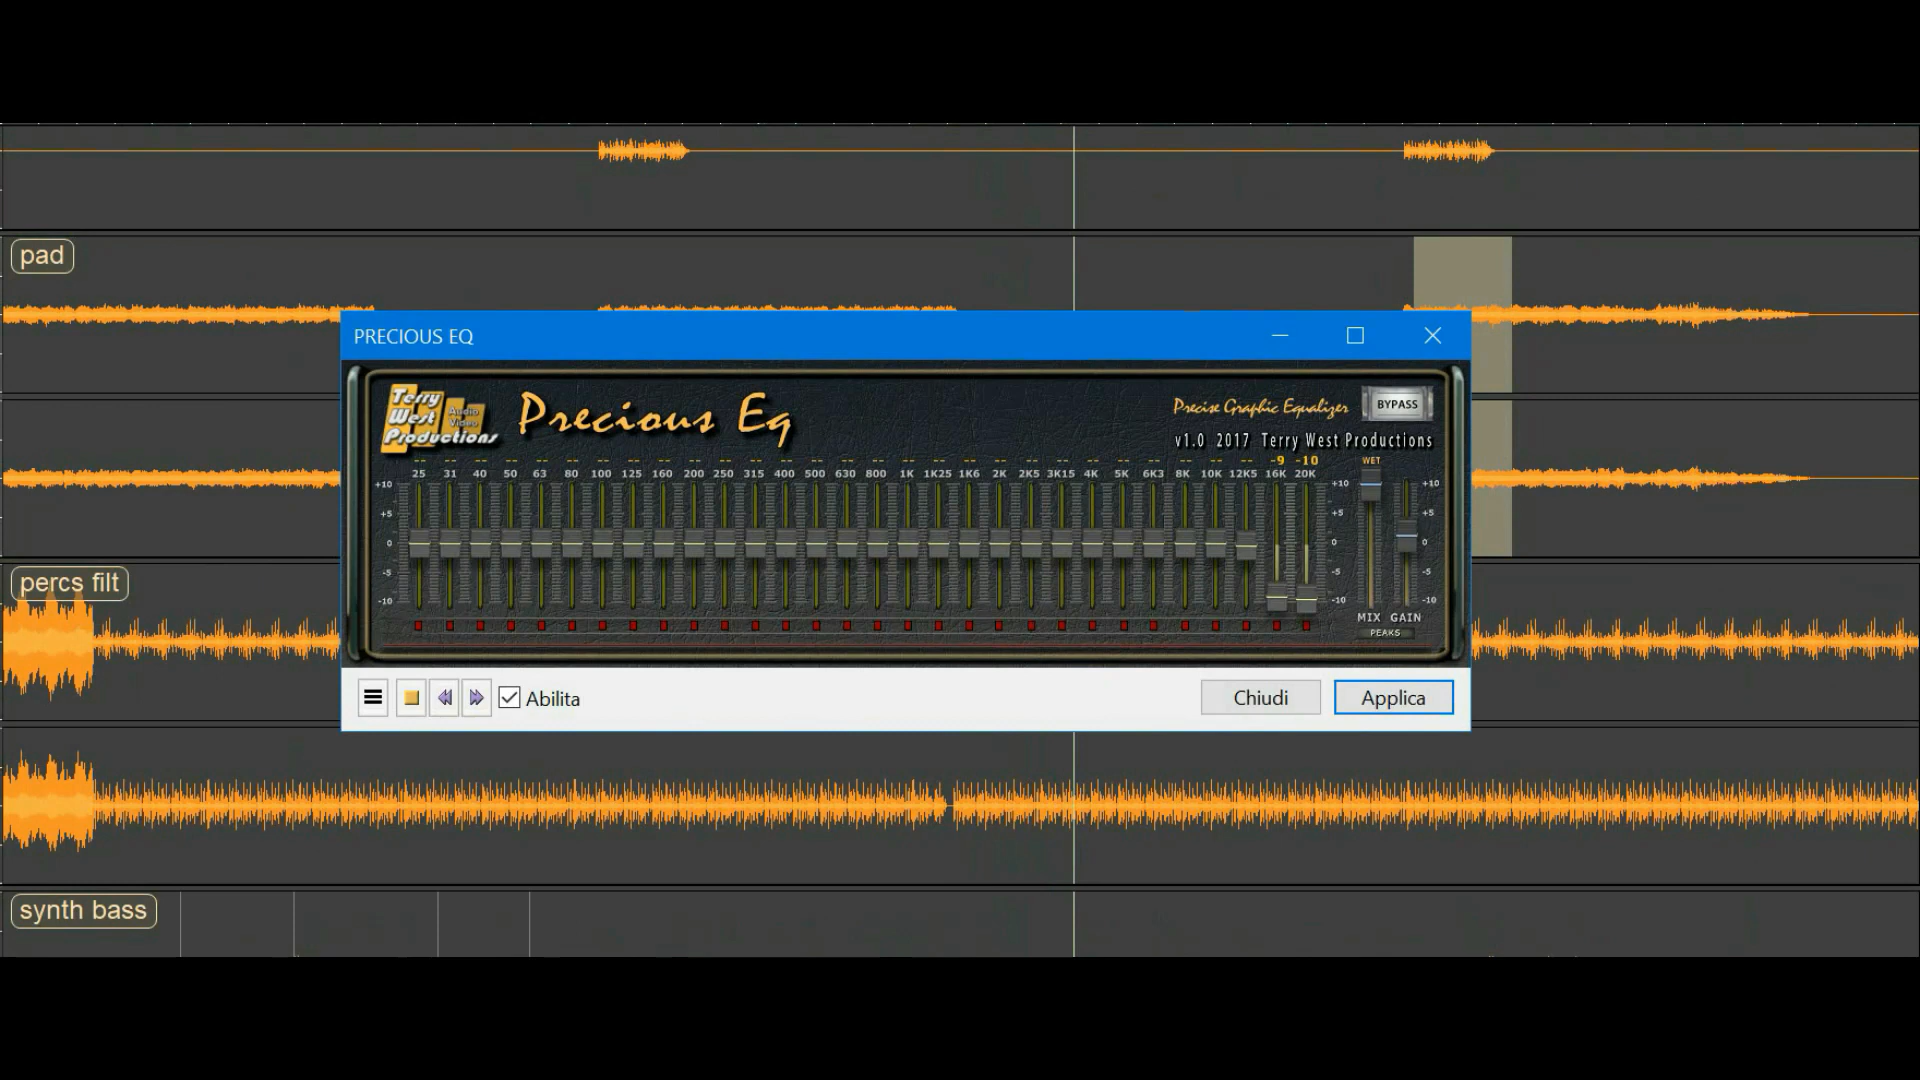 pad
PRECIOUS EQ
Terry West Productions
Audio Video
Precious Eq
Precise Graphic Equalizer
BYPASS
v1.0 2017 Terry West Productions
-- -- -- -- -- -- -- -- -- -- -- -- -- -- -- -- -- -- -- -- -- -- -- -- -- -- -- -- -9 -10 WET
25 31 40 50 63 80 100 125 160 200 250 315 400 500 630 800 1K 1K25 1K6 2K 2K5 3K15 4K 5K 6K3 8K 10K 12K5 16K 20K
+10 +10 +10
+5 +5 +5
0 0 0
-5 -5 -5
-10 -10 -10
MIX GAIN
PEAKS
percs filt
Abilita
Chiudi
Applica
synth bass